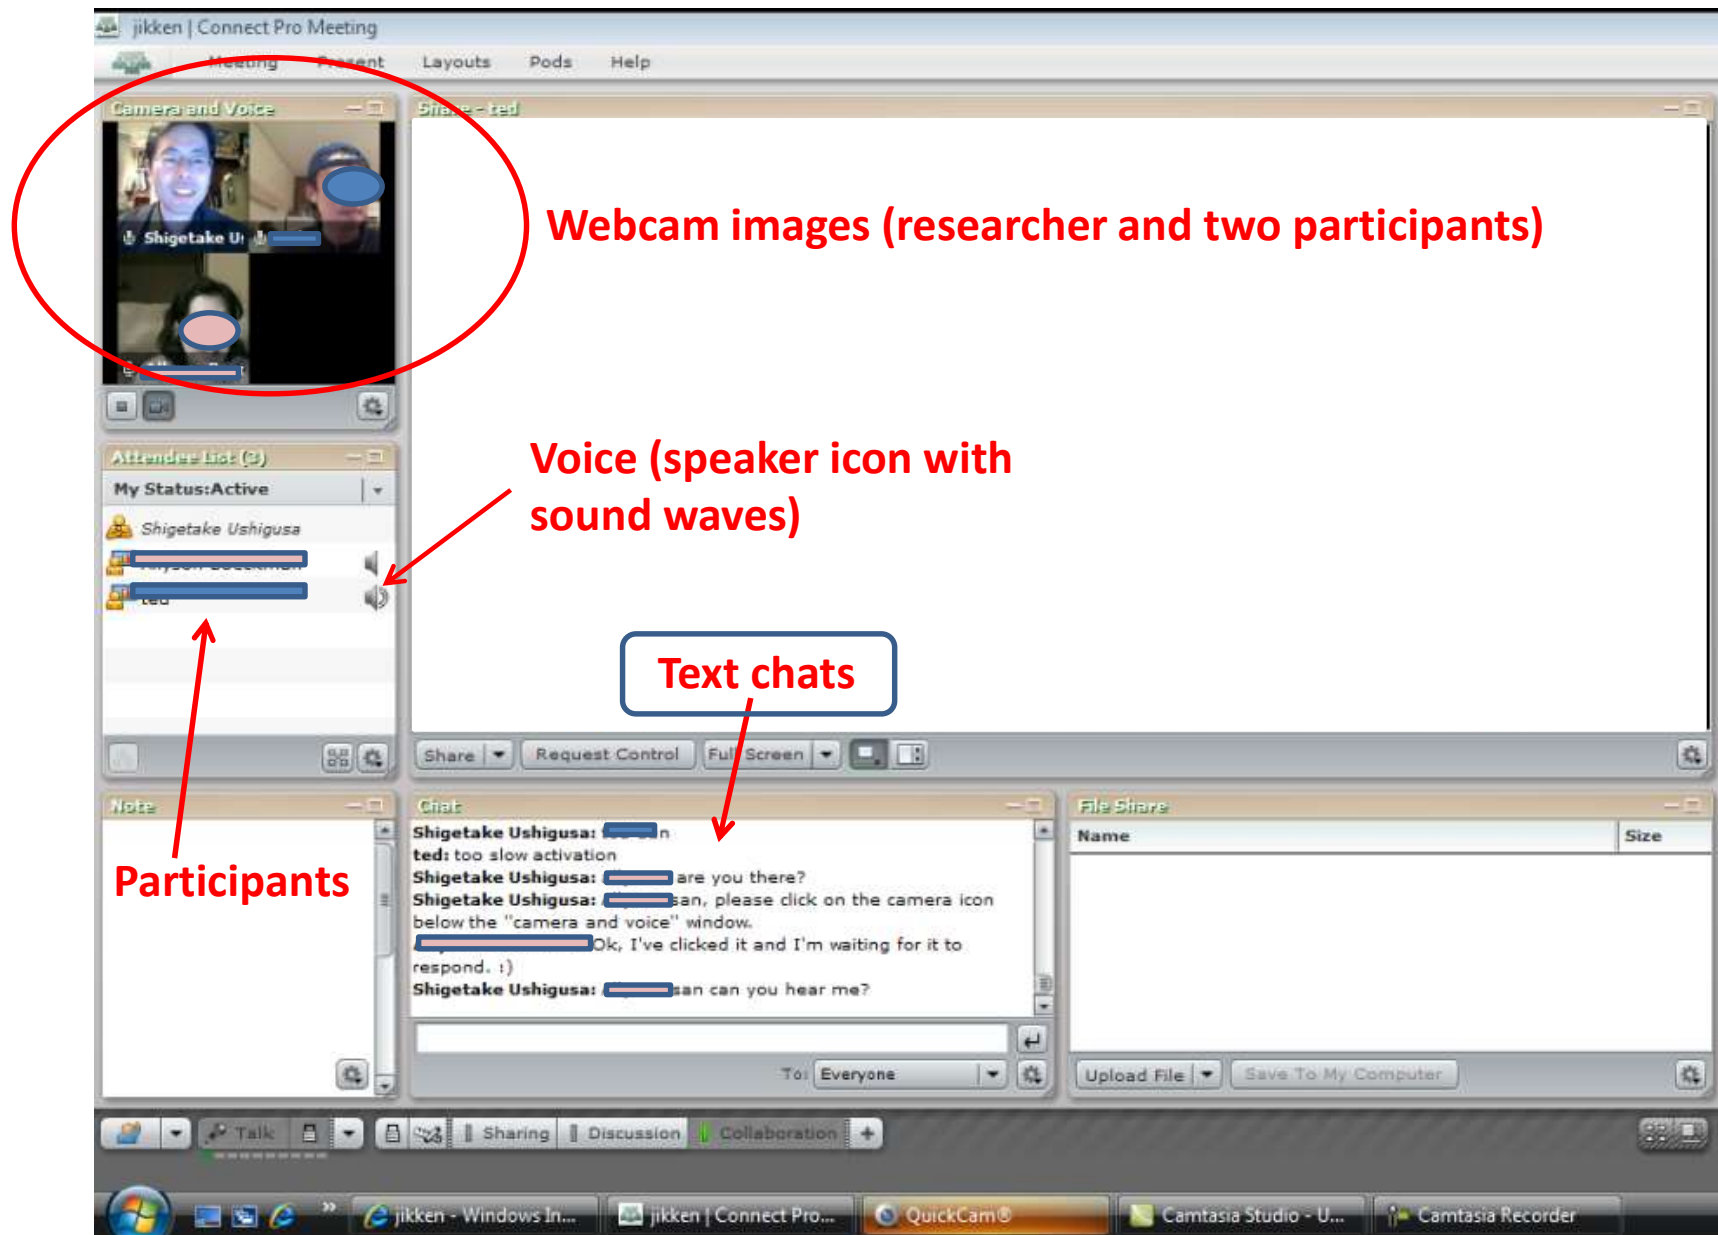 jikken | Connect Pro Meeting
Meeting Present Layouts Pods Help
Camera and Voice
Share - ted
Shigetake U
Webcam images (researcher and two participants)
Attendee List (3)
My Status:Active
Shigetake Ushigusa
ted
Voice (speaker icon with
sound waves)
Text chats
Participants
Share Request Control Full Screen
Note
Chat
Shigetake Ushigusa:
ted: too slow activation
Shigetake Ushigusa: are you there?
Shigetake Ushigusa: san, please click on the camera icon
below the "camera and voice" window.
Ok, I've clicked it and I'm waiting for it to
respond. :)
Shigetake Ushigusa: san can you hear me?
To: Everyone
File Share
Name Size
Upload File Save To My Computer
Talk Sharing Discussion Collaboration +
» jikken - Windows In... jikken | Connect Pro... QuickCam® Camtasia Studio - U... Camtasia Recorder